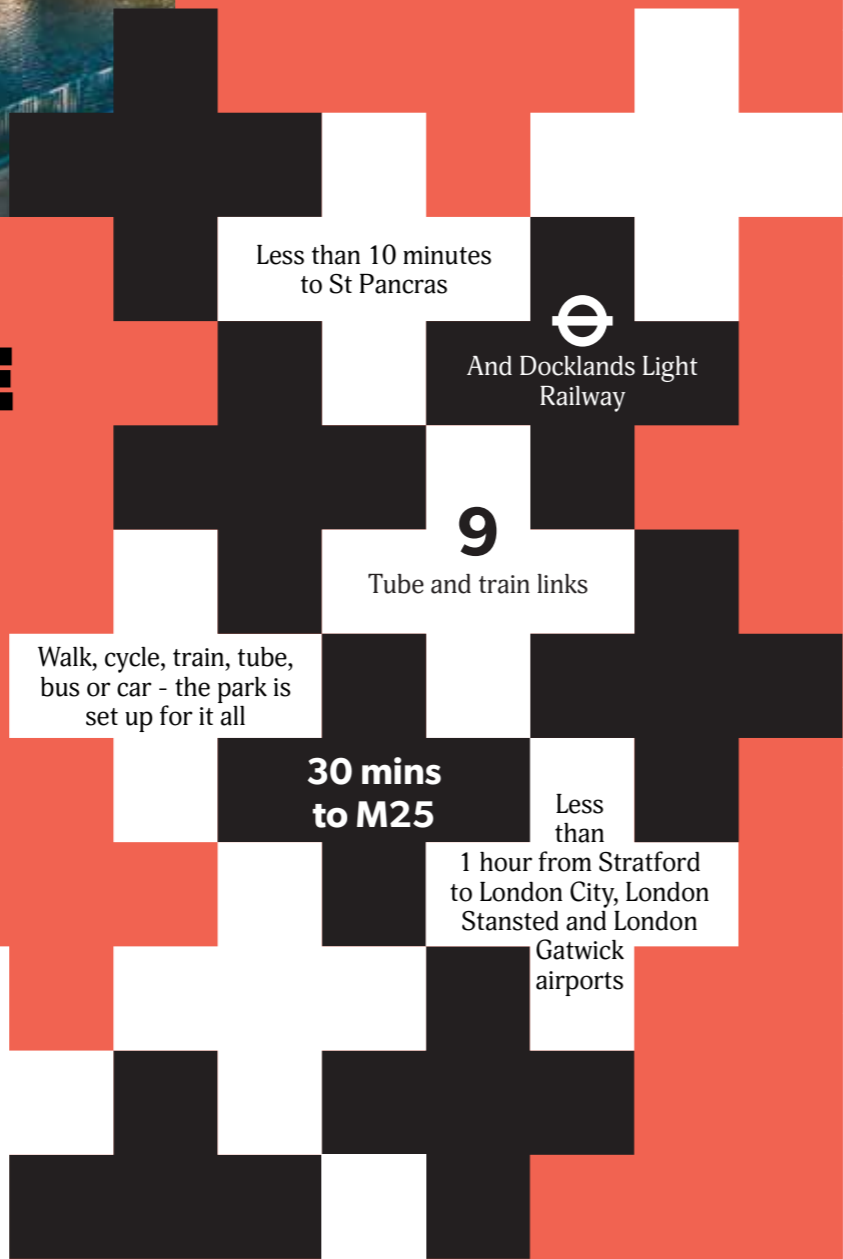 Less than 10 minutes
to St Pancras
And Docklands Light
Railway
9
Tube and train links
Walk, cycle, train, tube,
bus or car - the park is
set up for it all
30 mins
to M25
Less
than
1 hour from Stratford
to London City, London
Stansted and London
Gatwick
airports